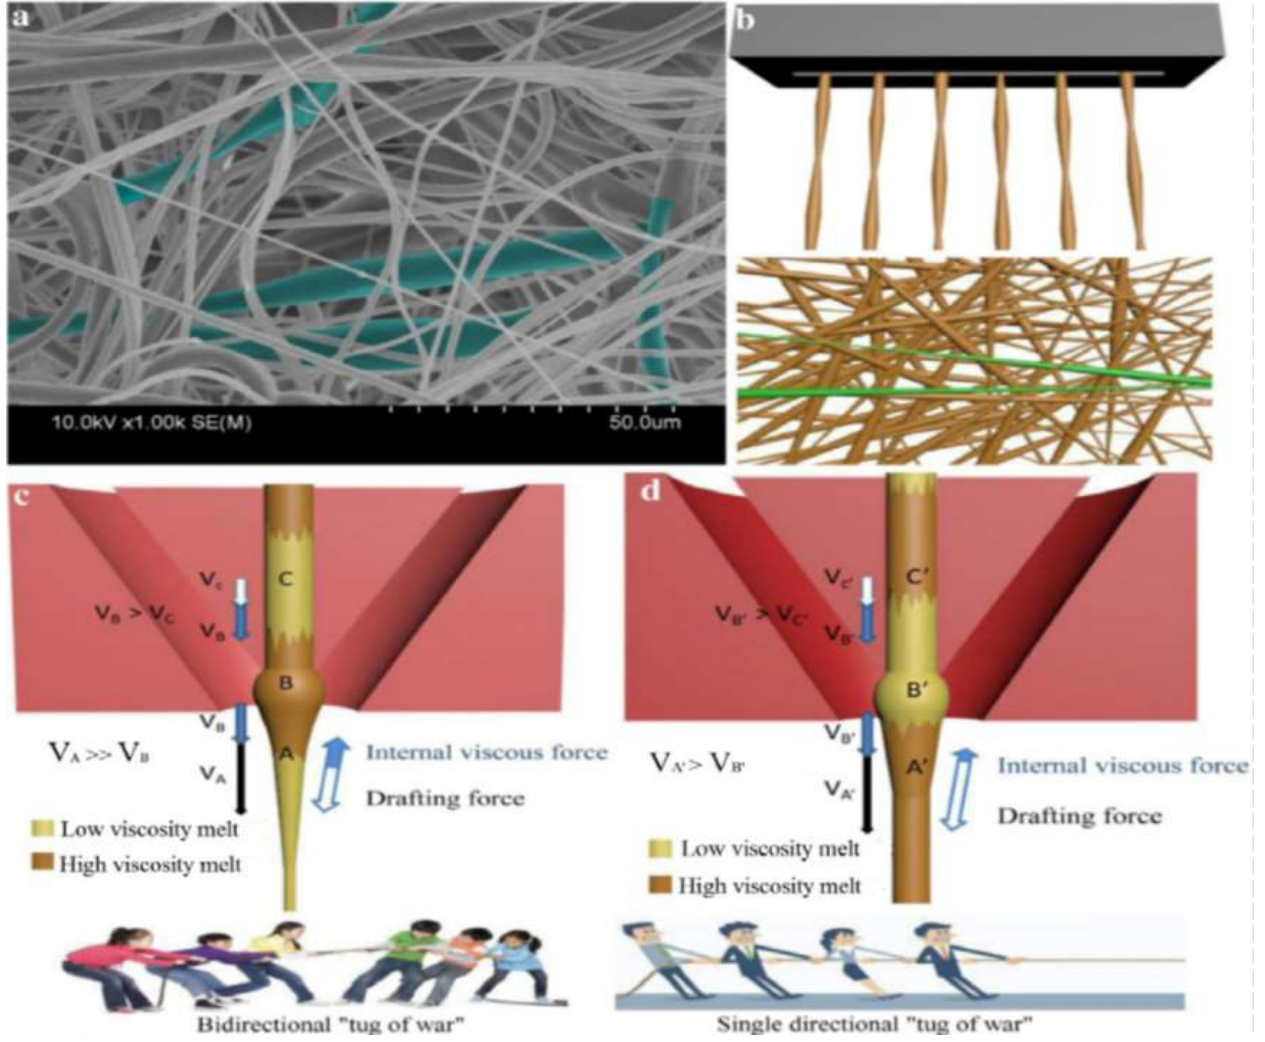 a
b
10.0kV x1.00k SE(M)
50.0um
c
C
Vc
VB > VC
VB
B
VB
VA >> VB
A
VA
Internal viscous force
Drafting force
Low viscosity melt
High viscosity melt
Bidirectional "tug of war"
d
C′
VC′
VB′ > VC′
VB′
B′
VB′
VA′> VB′
A′
VA′
Internal viscous force
Drafting force
Low viscosity melt
High viscosity melt
Single directional "tug of war"